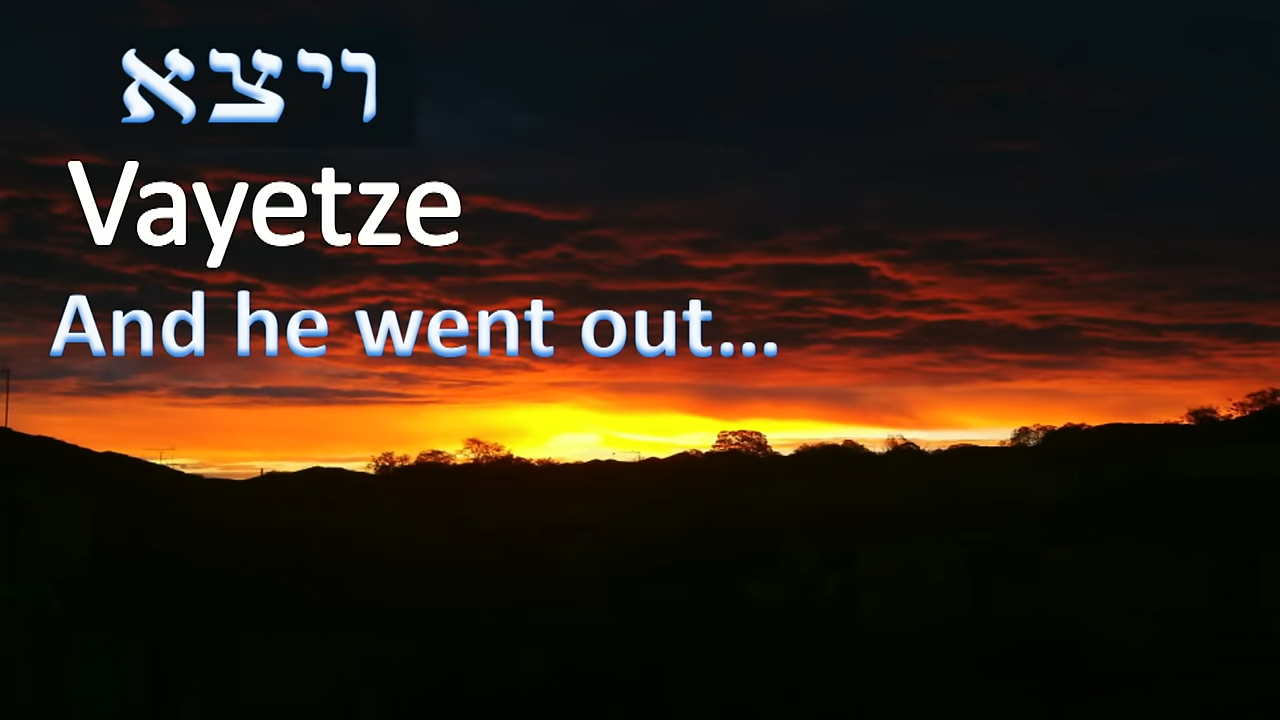 ויצא
Vayetze
And he went out...